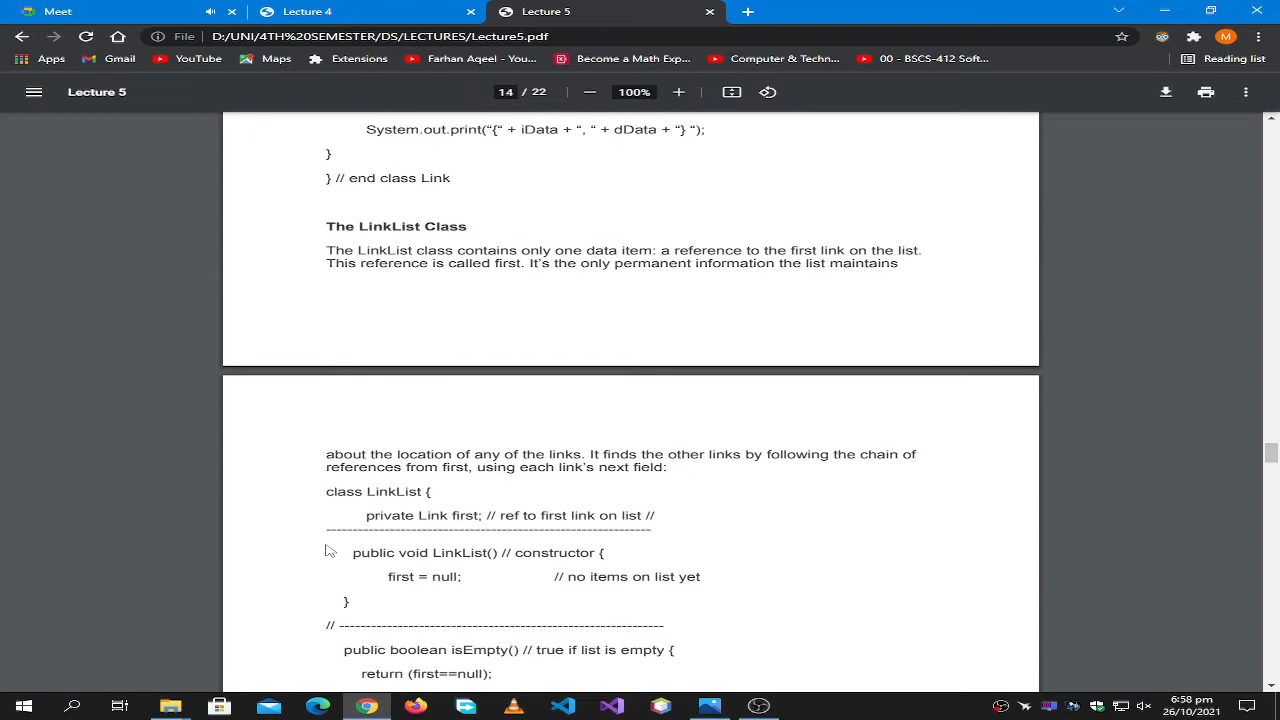 Meet
Lecture 4
Lecture 5
File
D:/UNI/4TH%20SEMESTER/DS/LECTURES/Lecture5.pdf
M
Apps
Gmail
YouTube
Maps
Extensions
Farhan Aqeel - You...
Become a Math Exp...
Computer & Techn...
00 - BSCS-412 Soft...
Reading list
Lecture 5
14 / 22
100%
System.out.print(“{“ + iData + “, “ + dData + “} “);
}
} // end class Link
The LinkList Class
The LinkList class contains only one data item: a reference to the first link on the list.
This reference is called first. It’s the only permanent information the list maintains
about the location of any of the links. It finds the other links by following the chain of
references from first, using each link’s next field:
class LinkList {
private Link first; // ref to first link on list //
-------------------------------------------------------------
public void LinkList() // constructor {
first = null; // no items on list yet
}
// -------------------------------------------------------------
public boolean isEmpty() // true if list is empty {
return (first==null);
6:58 pm
26/10/2021